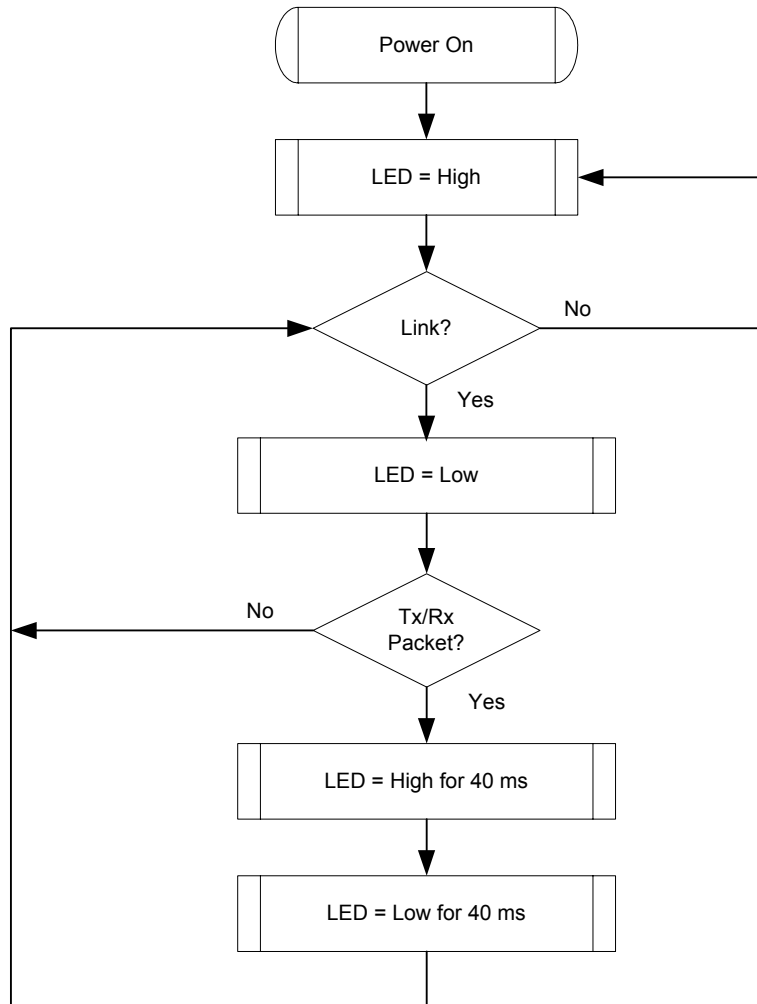 Power On
LED = High
Link?
No
Yes
LED = Low
No
Tx/Rx
Packet?
Yes
LED = High for 40 ms
LED = Low for 40 ms